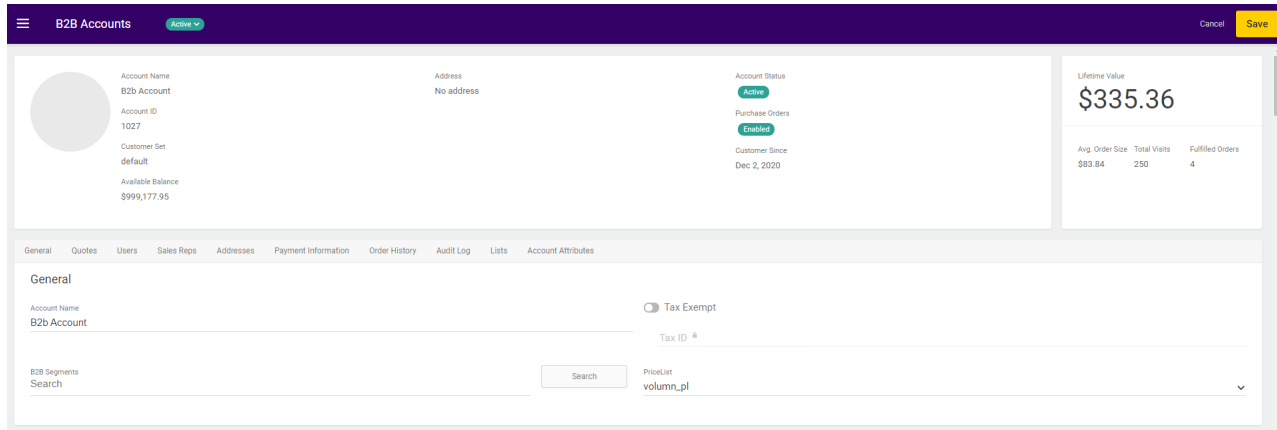 B2B Accounts Active Cancel Save
Account Name
B2b Account
Account ID
1027
Customer Set
default
Available Balance
$999,177.95
Address
No address
Account Status
Active
Purchase Orders
Enabled
Customer Since
Dec 2, 2020
Lifetime Value
$335.36
Avg. Order Size Total Visits Fulfilled Orders
$83.84 250 4
General Quotes Users Sales Reps Addresses Payment Information Order History Audit Log Lists Account Attributes
General
Account Name
B2b Account
Tax Exempt
Tax ID
B2B Segments
Search Search
PriceList
volumn_pl